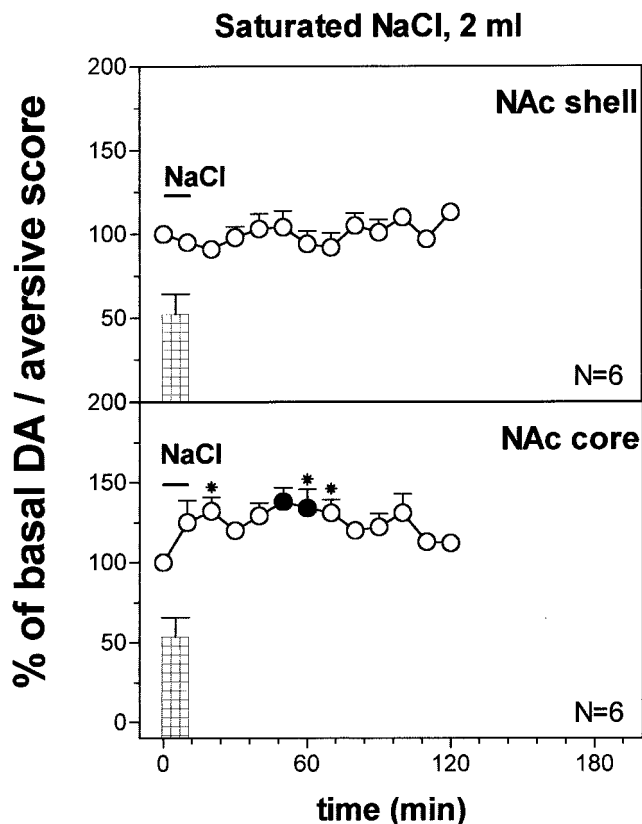 Saturated NaCl, 2 ml
% of basal DA / aversive score
200
NAc shell
150
NaCl
100
50
N=6
200
200
NAc core
150
NaCl
* * *
100
50
N=6
0
0 60 120 180
time (min)